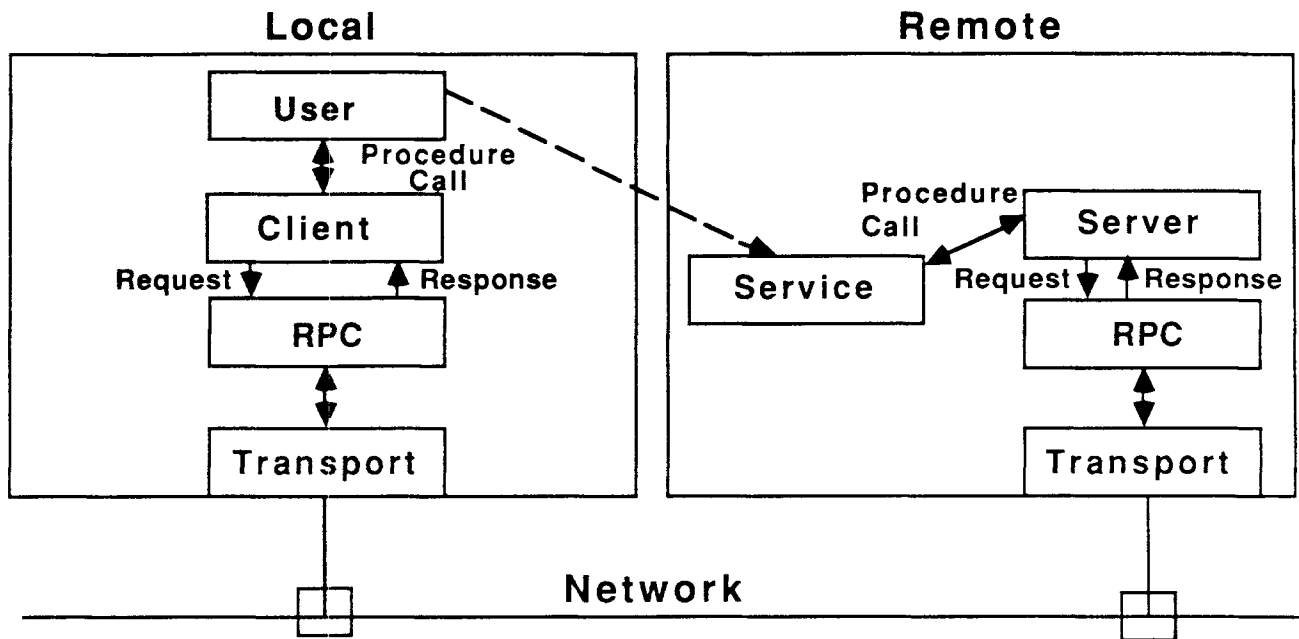 Local
User
Procedure
Call
Client
Request
Response
RPC
Transport
Remote
Procedure
Call
Server
Service
Request
Response
RPC
Transport
Network